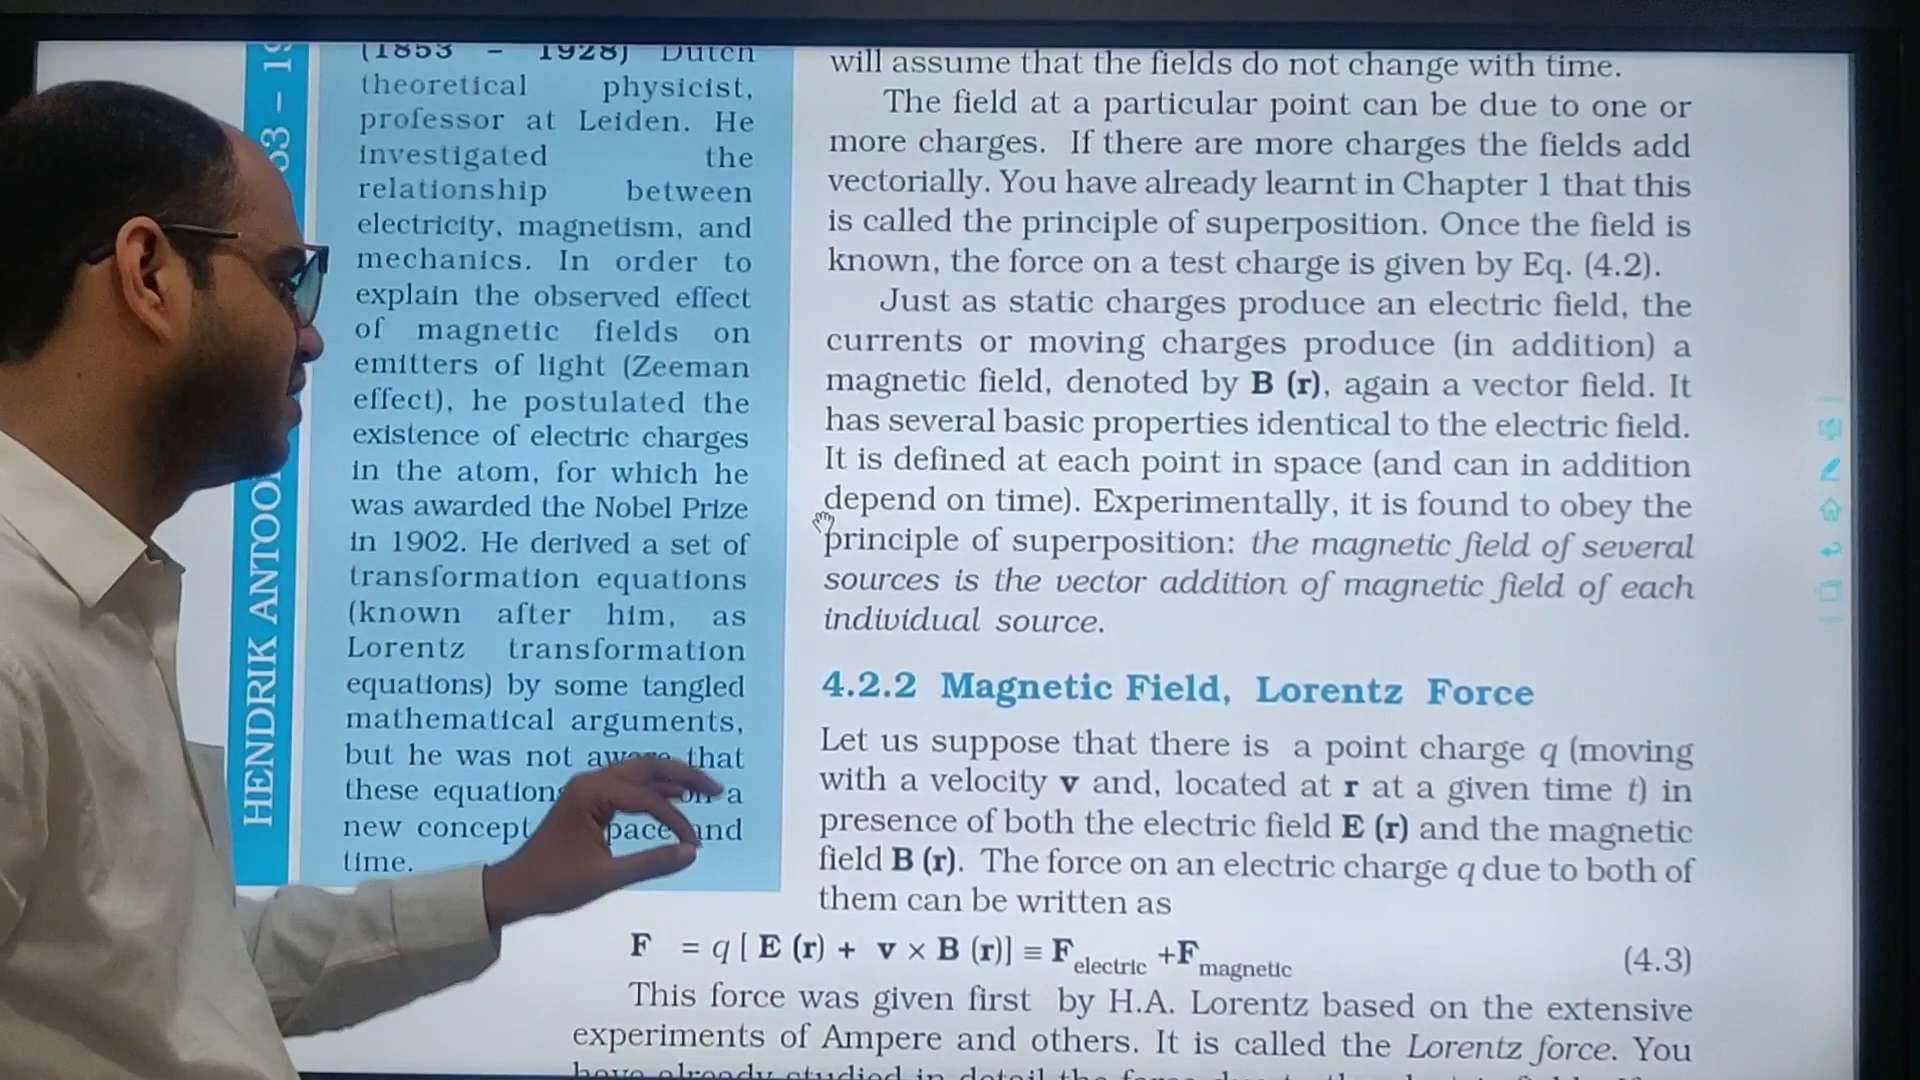 HENDRIK ANTOO
53 – 19
(1853 – 1928) Dutch
theoretical physicist,
professor at Leiden. He
investigated the
relationship between
electricity, magnetism, and
mechanics. In order to
explain the observed effect
of magnetic fields on
emitters of light (Zeeman
effect), he postulated the
existence of electric charges
in the atom, for which he
was awarded the Nobel Prize
in 1902. He derived a set of
transformation equations
(known after him, as
Lorentz transformation
equations) by some tangled
mathematical arguments,
but he was not aware that
these equations on a
new concept pace and
time.
will assume that the fields do not change with time.
The field at a particular point can be due to one or
more charges. If there are more charges the fields add
vectorially. You have already learnt in Chapter 1 that this
is called the principle of superposition. Once the field is
known, the force on a test charge is given by Eq. (4.2).
Just as static charges produce an electric field, the
currents or moving charges produce (in addition) a
magnetic field, denoted by B (r), again a vector field. It
has several basic properties identical to the electric field.
It is defined at each point in space (and can in addition
depend on time). Experimentally, it is found to obey the
principle of superposition: the magnetic field of several
sources is the vector addition of magnetic field of each
individual source.
4.2.2 Magnetic Field, Lorentz Force
Let us suppose that there is a point charge q (moving
with a velocity v and, located at r at a given time t) in
presence of both the electric field E (r) and the magnetic
field B (r). The force on an electric charge q due to both of
them can be written as
F = q [ E (r) + v × B (r)] ≡ F electric +F magnetic (4.3)
This force was given first by H.A. Lorentz based on the extensive
experiments of Ampere and others. It is called the Lorentz force. You
have already studied in detail the